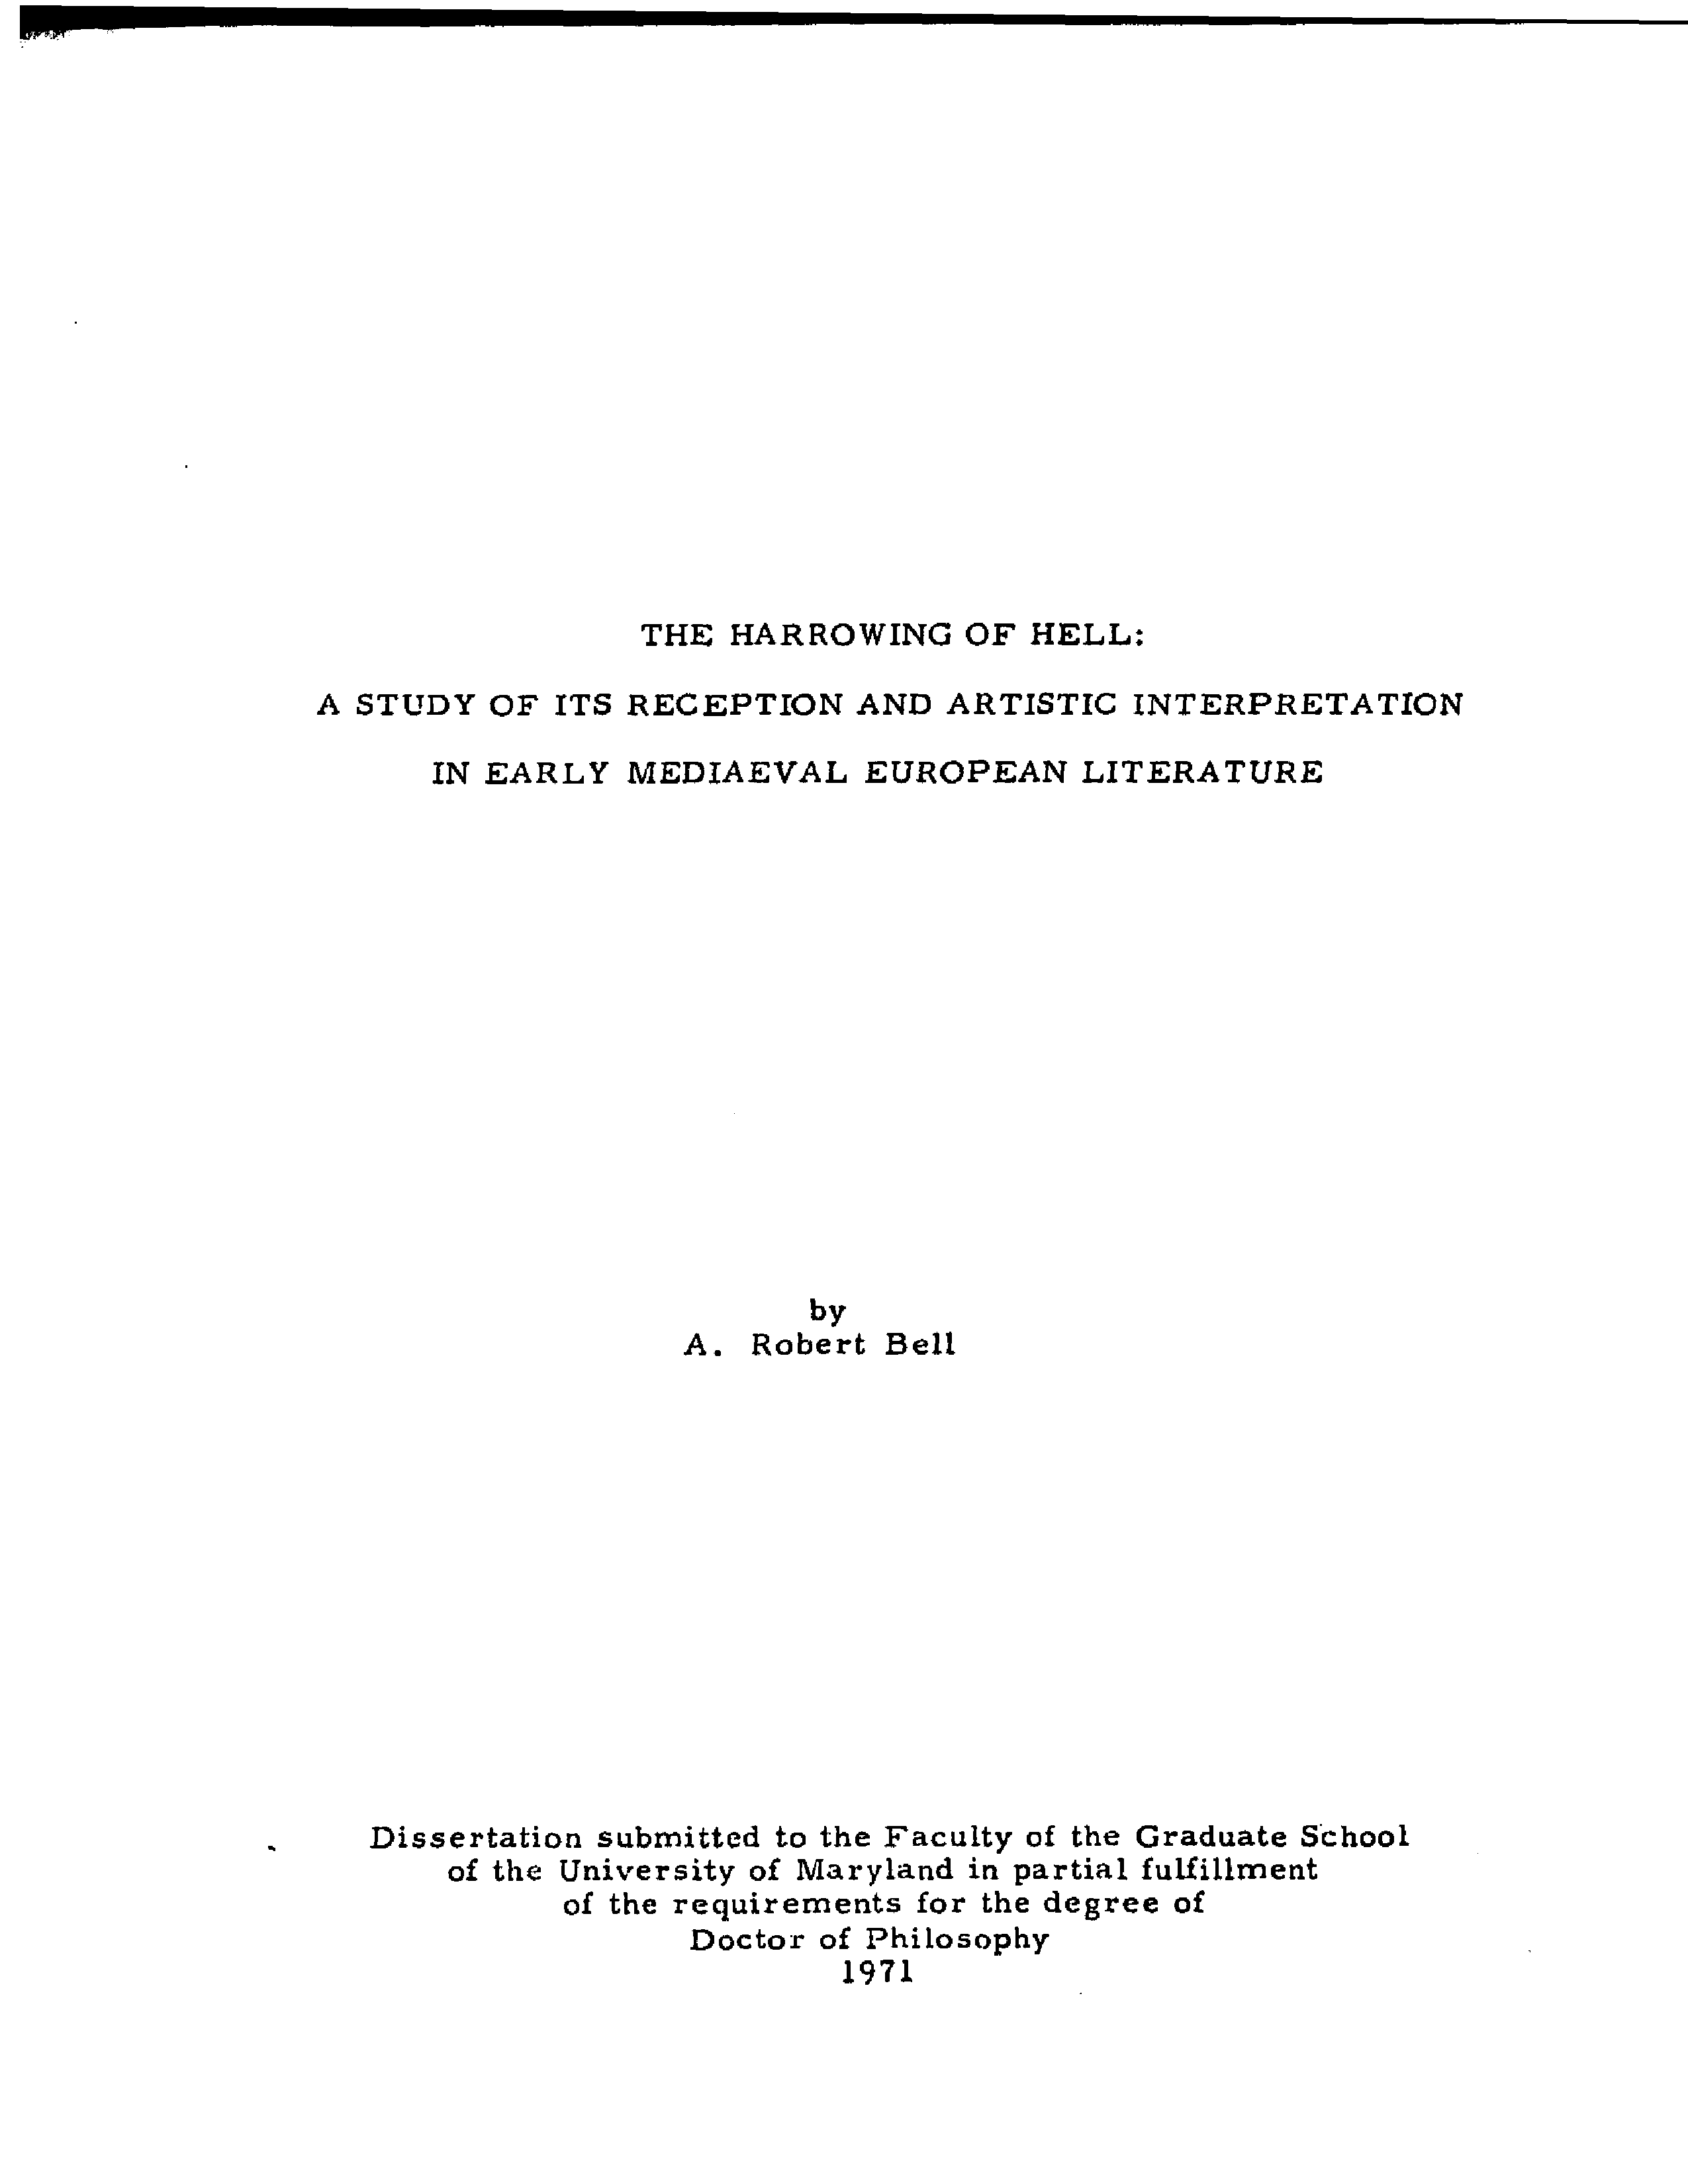 THE HARROWING OF HELL:
A STUDY OF ITS RECEPTION AND ARTISTIC INTERPRETATION
IN EARLY MEDIAEVAL EUROPEAN LITERATURE
by
A. Robert Bell
Dissertation submitted to the Faculty of the Graduate School
of the University of Maryland in partial fulfillment
of the requirements for the degree of
Doctor of Philosophy
1971